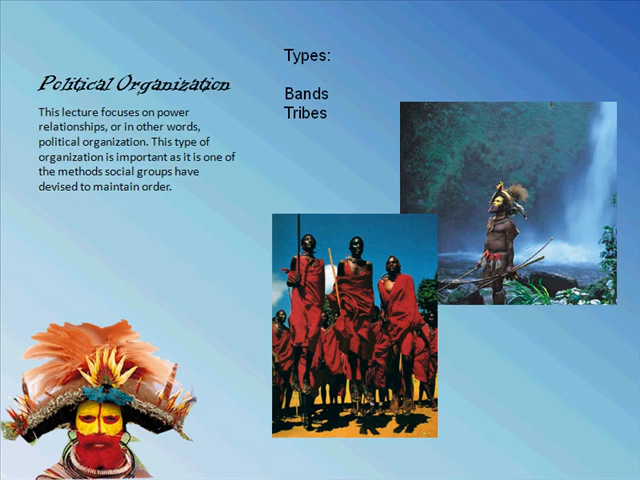 Political Organization
This lecture focuses on power
relationships, or in other words,
political organization. This type of
organization is important as it is one of
the methods social groups have
devised to maintain order.
Types:
Bands
Tribes